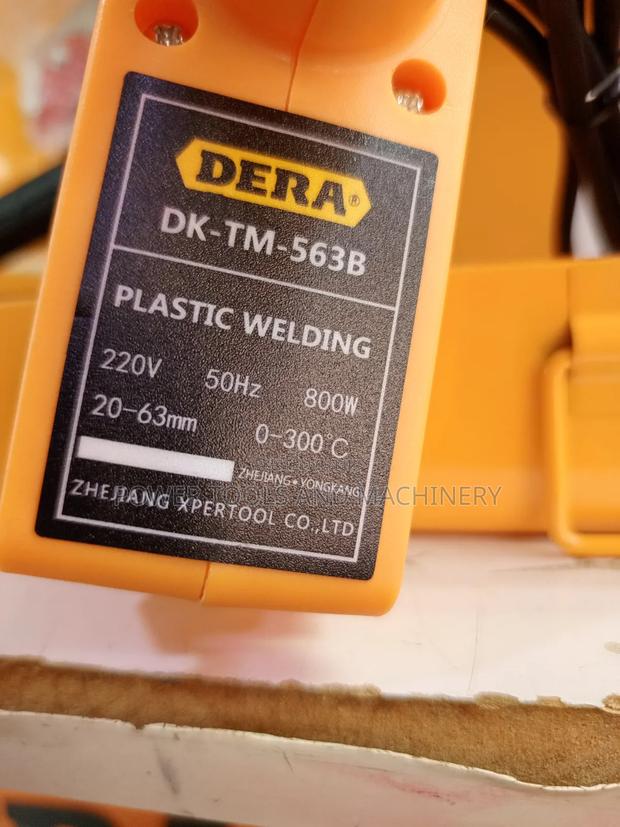 DERA®
DK-TM-563B
PLASTIC WELDING
220V 50Hz 800W
20-63mm 0-300°C
ZHEJIANG•YONGKANG
ZHEJIANG XPERTOOL CO.,LTD
POWER TOOLS AND MACHINERY